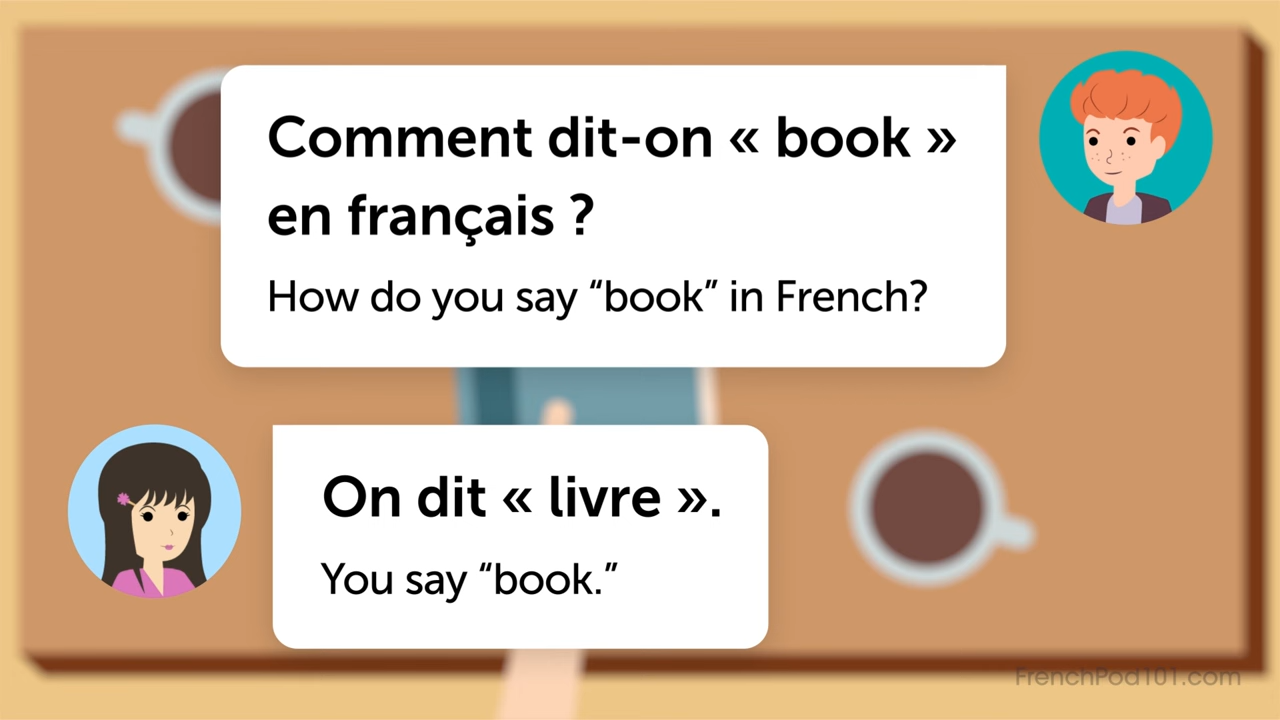 Comment dit-on « book »
en français ?
How do you say “book” in French?
On dit « livre ».
You say “book.”
FrenchPod101.com